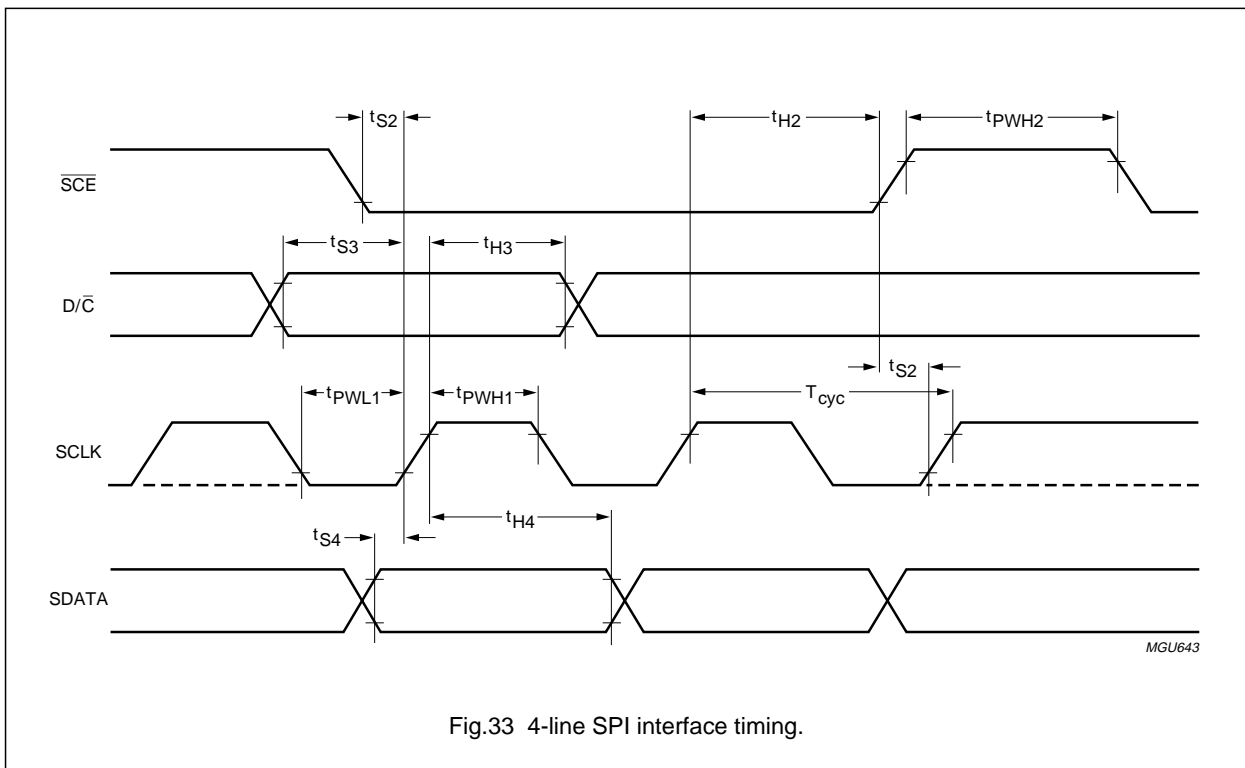 tS2
tH2
tPWH2
S̅C̅E̅
tS3
tH3
D/C̅
tS2
tPWL1
tPWH1
Tcyc
SCLK
tH4
tS4
SDATA
MGU643
Fig.33 4-line SPI interface timing.